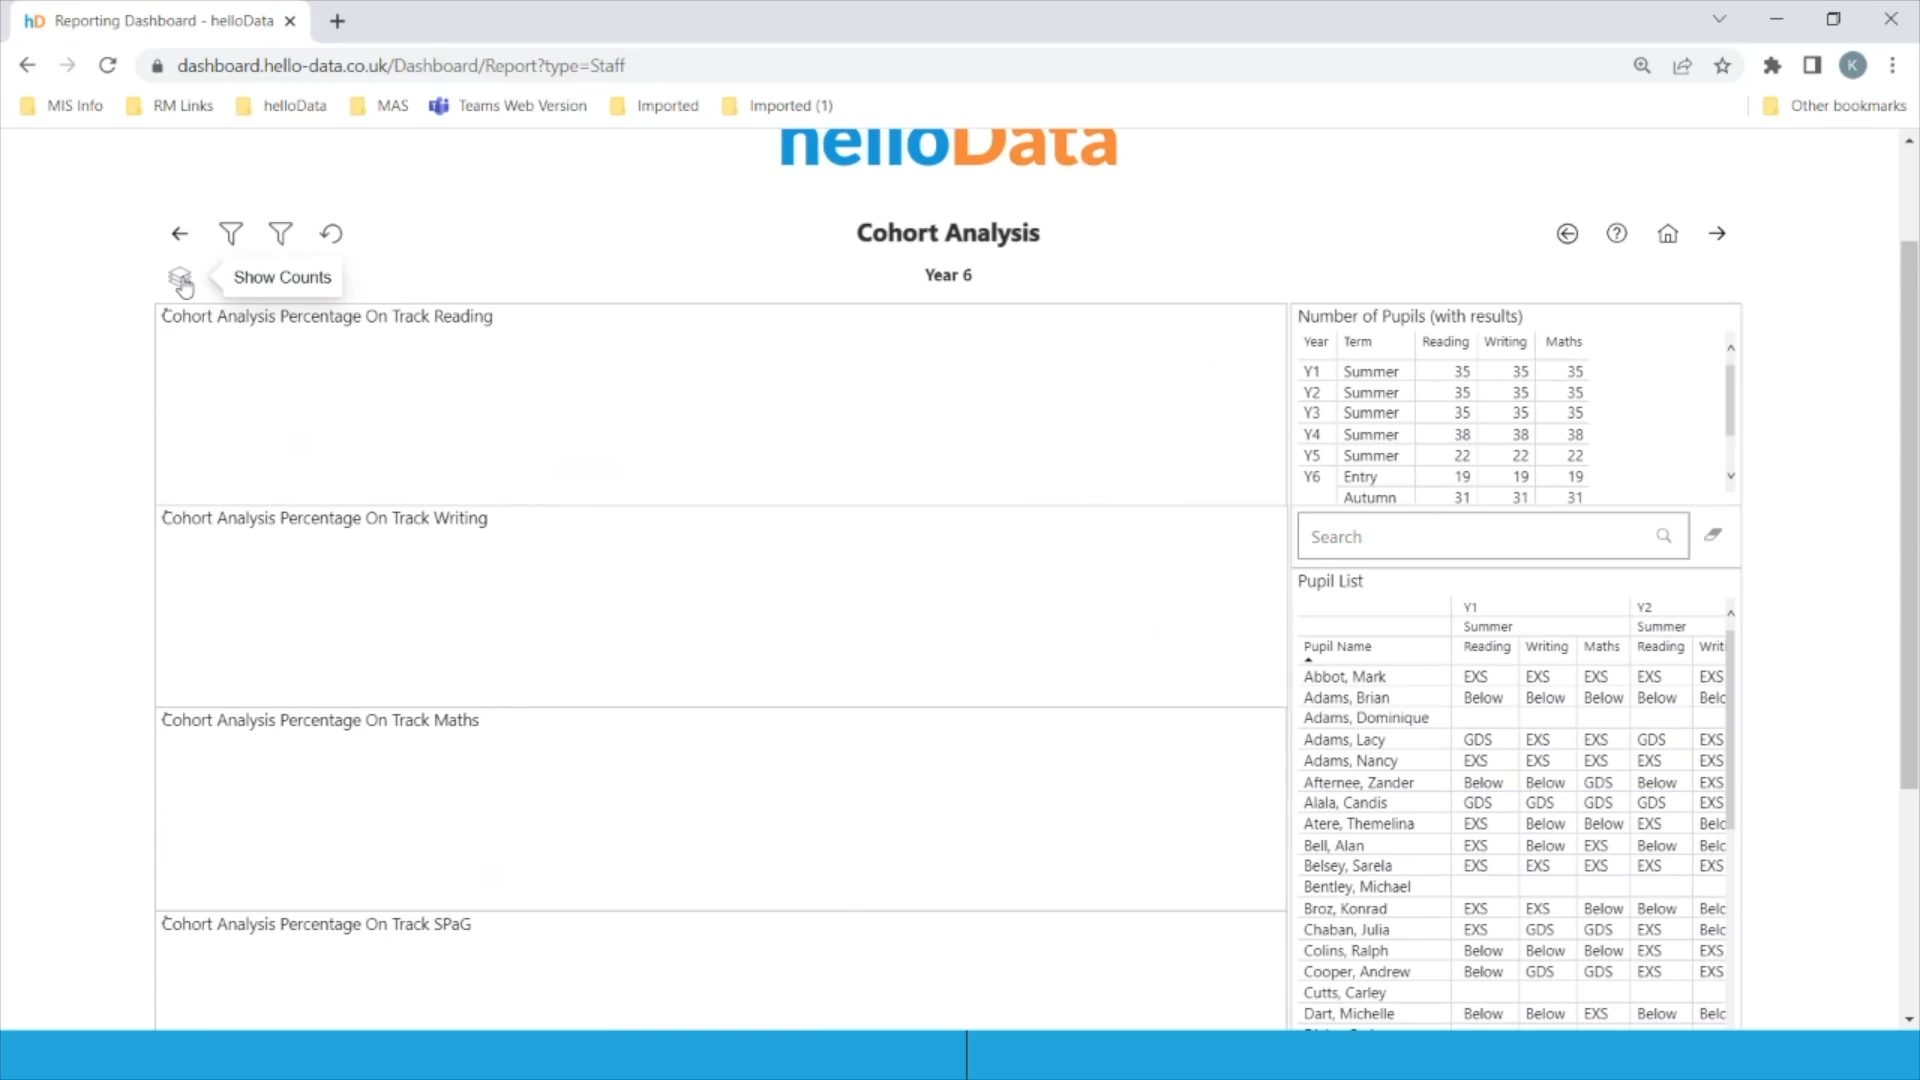 hD Reporting Dashboard - helloData
dashboard.hello-data.co.uk/Dashboard/Report?type=Staff
K
MIS Info RM Links helloData MAS Teams Web Version Imported Imported (1) Other bookmarks
helloData
Cohort Analysis
Show Counts
Year 6
Cohort Analysis Percentage On Track Reading
Cohort Analysis Percentage On Track Writing
Cohort Analysis Percentage On Track Maths
Cohort Analysis Percentage On Track SPaG
Number of Pupils (with results)
Year Term Reading Writing Maths
Y1 Summer 35 35 35
Y2 Summer 35 35 35
Y3 Summer 35 35 35
Y4 Summer 38 38 38
Y5 Summer 22 22 22
Y6 Entry 19 19 19
Autumn 31 31 31
Search
Pupil List
Y1 Y2
Summer Summer
Pupil Name Reading Writing Maths Reading
Abbot, Mark EXS EXS EXS EXS EXS
Adams, Brian Below Below Below Below
Adams, Dominique
Adams, Lacy GDS EXS EXS GDS EXS
Adams, Nancy EXS EXS EXS EXS EXS
Afternee, Zander Below Below GDS Below EXS
Alala, Candis GDS GDS GDS GDS EXS
Atere, Themelina EXS Below Below EXS
Bell, Alan EXS Below EXS Below
Belsey, Sarela EXS EXS EXS EXS EXS
Bentley, Michael
Broz, Konrad EXS EXS Below Below
Chaban, Julia EXS GDS GDS EXS
Colins, Ralph Below Below Below EXS EXS
Cooper, Andrew Below GDS GDS EXS EXS
Cutts, Carley
Dart, Michelle Below Below EXS Below